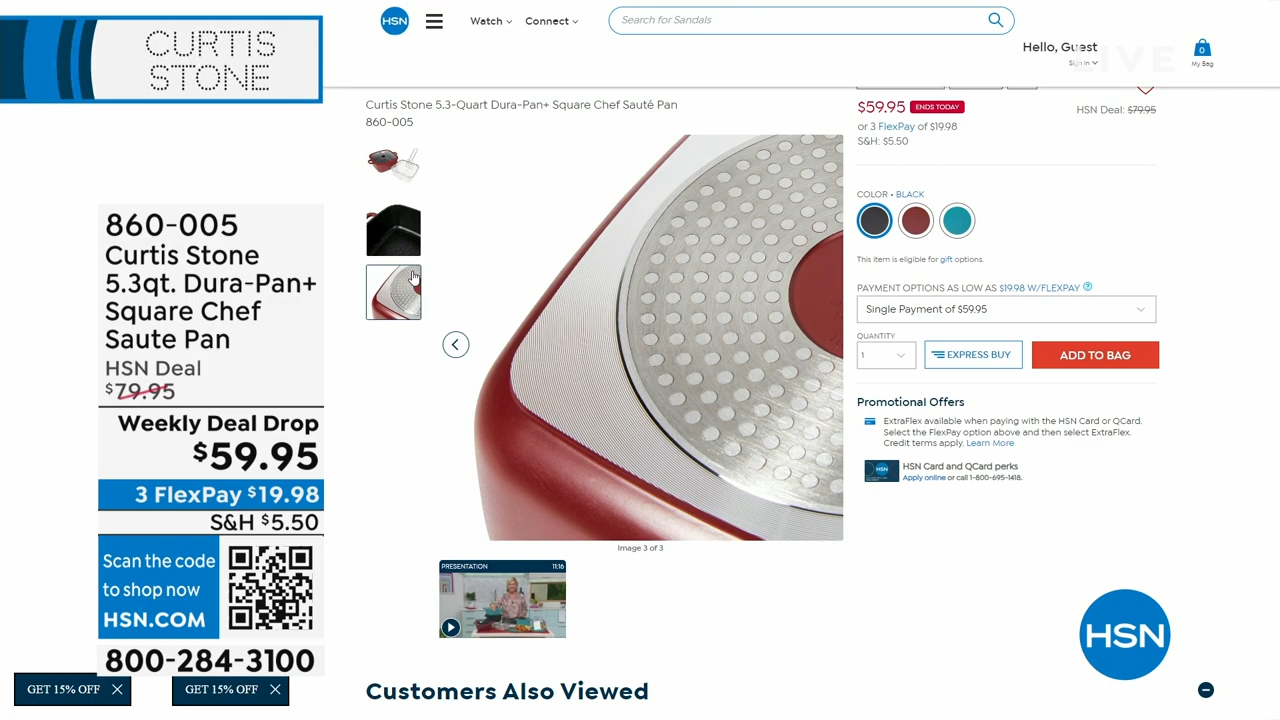 CURTIS
STONE
HSN
Watch
Connect
Search for Sandals
Hello, Guest
Sign In
LIVE
0
My Bag
Curtis Stone 5.3-Quart Dura-Pan+ Square Chef Sauté Pan
860-005
$59.95 ENDS TODAY
HSN Deal: $79.95
or 3 FlexPay of $19.98
S&H: $5.50
COLOR • BLACK
This item is eligible for gift options.
PAYMENT OPTIONS AS LOW AS $19.98 W/FLEXPAY ?
Single Payment of $59.95
QUANTITY
1
EXPRESS BUY
ADD TO BAG
Promotional Offers
ExtraFlex available when paying with the HSN Card or QCard.
Select the FlexPay option above and then select ExtraFlex.
Credit terms apply. Learn More
HSN
HSN Card and QCard perks
Apply online or call 1-800-695-1418.
Image 3 of 3
PRESENTATION 11:16
860-005
Curtis Stone
5.3qt. Dura-Pan+
Square Chef
Saute Pan
HSN Deal
$79.95
Weekly Deal Drop
$59.95
3 FlexPay $19.98
S&H $5.50
Scan the code
to shop now
HSN.COM
800-284-3100
GET 15% OFF
GET 15% OFF
HSN
Customers Also Viewed